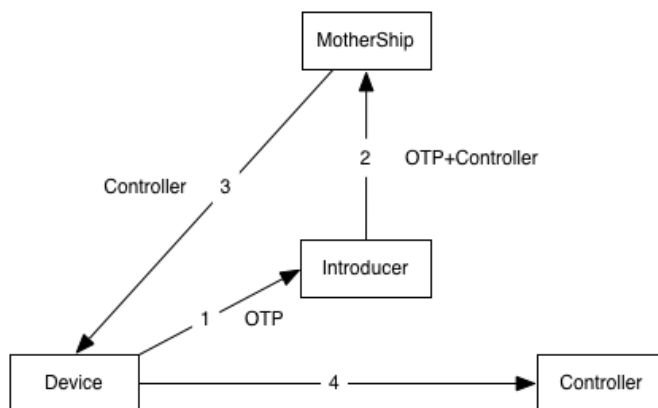 MotherShip
2 OTP+Controller
Controller 3
Introducer
1 OTP
Device
4
Controller